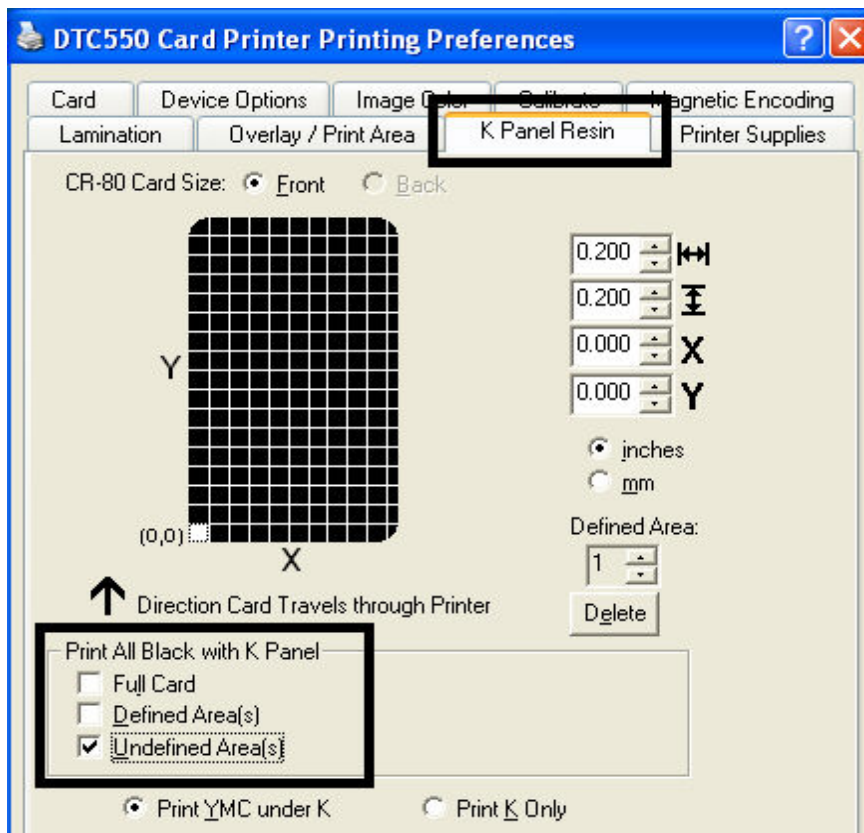 DTC550 Card Printer Printing Preferences
Card Device Options Image Color Calibrate Magnetic Encoding
Lamination Overlay / Print Area K Panel Resin Printer Supplies
CR-80 Card Size: Front Back
0.200
0.200
0.000 X
0.000 Y
Y
inches
mm
(0,0)
X
Defined Area:
1
Direction Card Travels through Printer
Delete
Print All Black with K Panel
Full Card
Defined Area(s)
Undefined Area(s)
Print YMC under K Print K Only